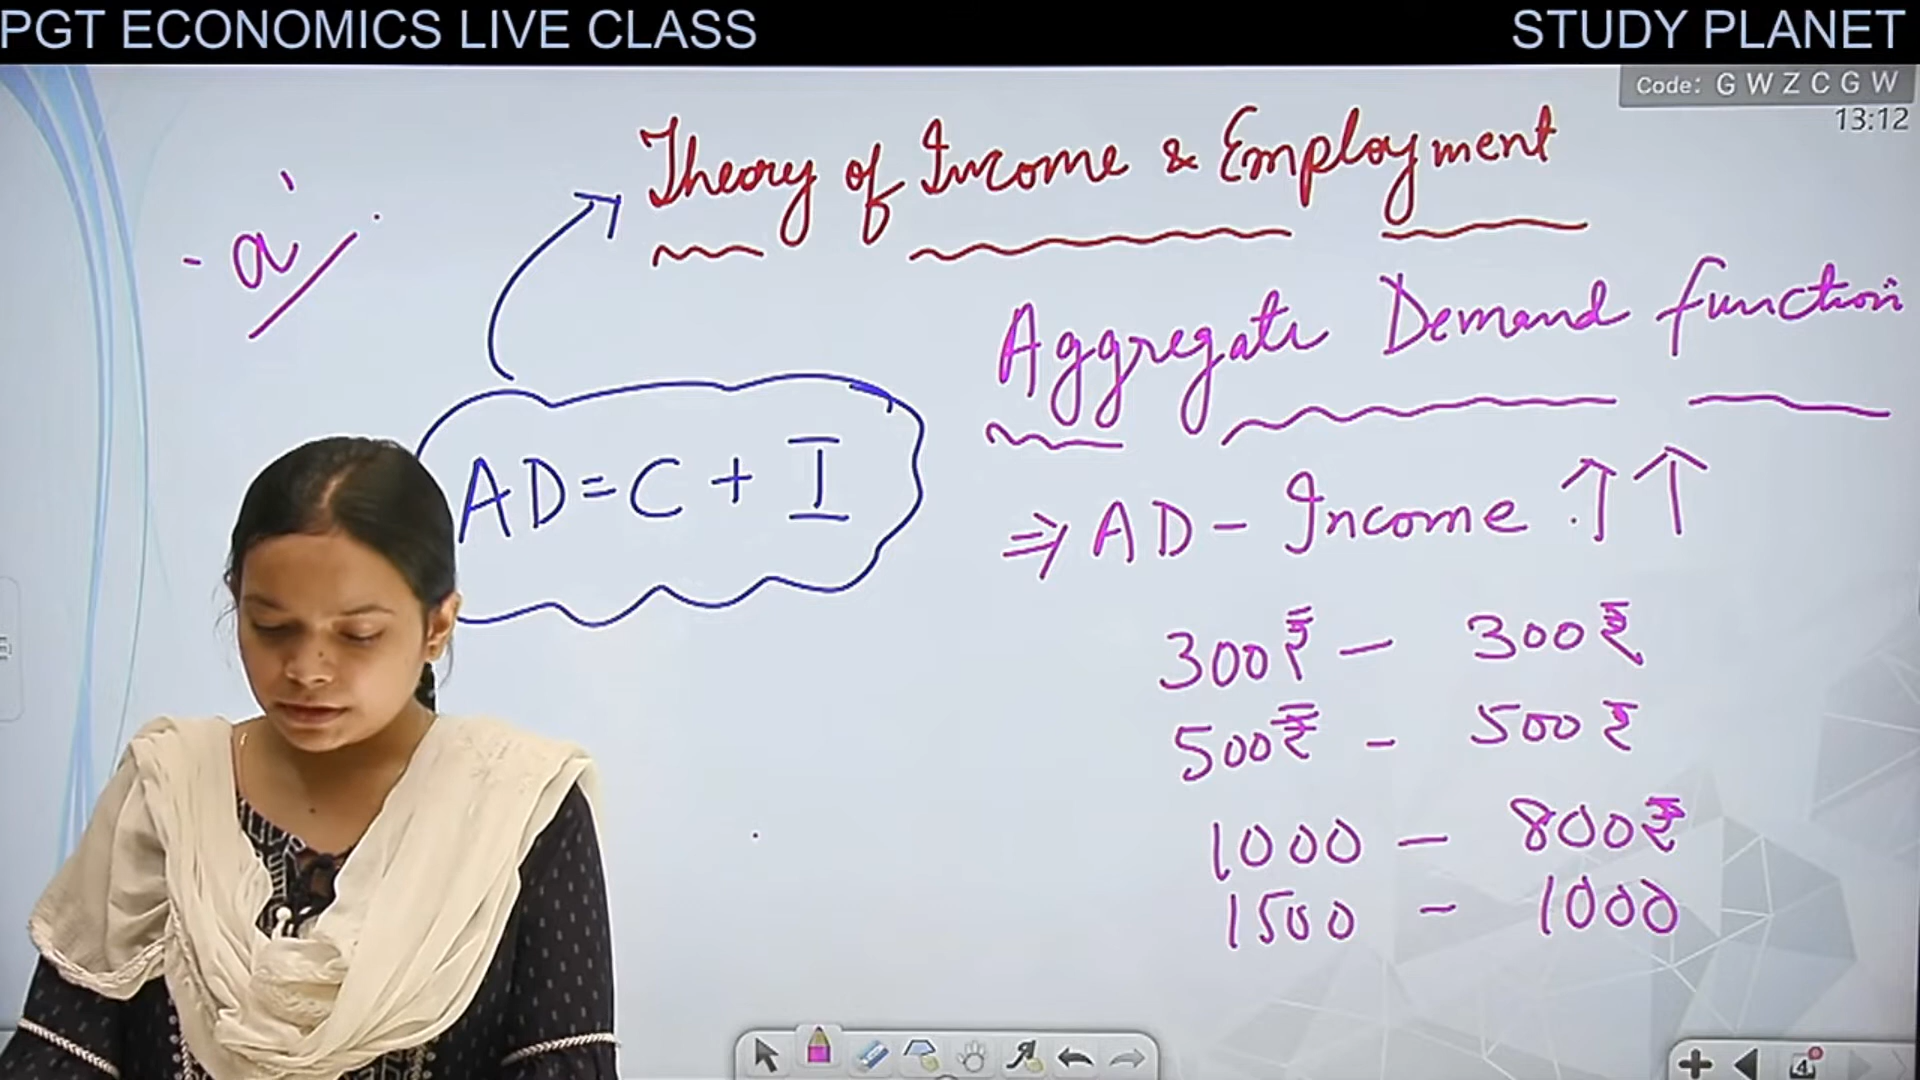 PGT ECONOMICS LIVE CLASS
STUDY PLANET
Code: GWZCGW
13:12
Theory of Income & Employment
a
Aggregate Demand function
AD = C + I
⇒ AD - Income ↑↑
300₹ - 300₹
500₹ - 500₹
1000 - 800₹
1500 - 1000
4